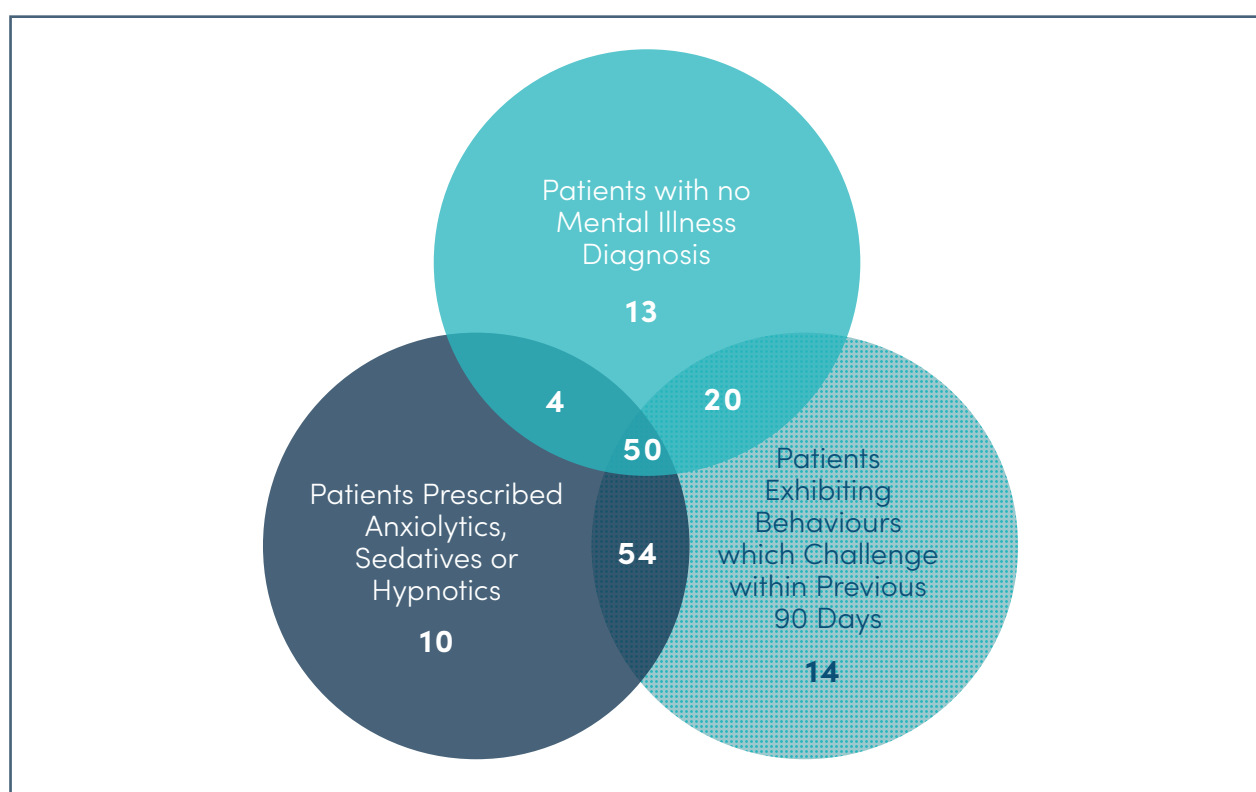 Patients with no
Mental Illness
Diagnosis
13
4
20
50
Patients Prescribed
Anxiolytics,
Sedatives or
Hypnotics
10
54
Patients
Exhibiting
Behaviours
which Challenge
within Previous
90 Days
14